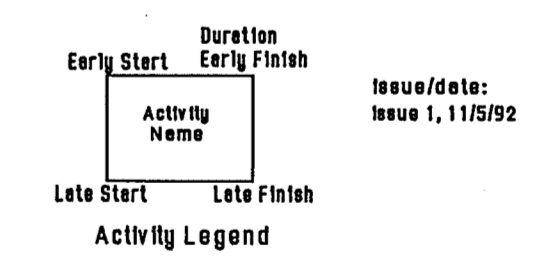 Duration
Early Start Early Finish
Activity
Name
Late Start Late Finish
Activity Legend
Issue/date:
Issue 1, 11/5/92